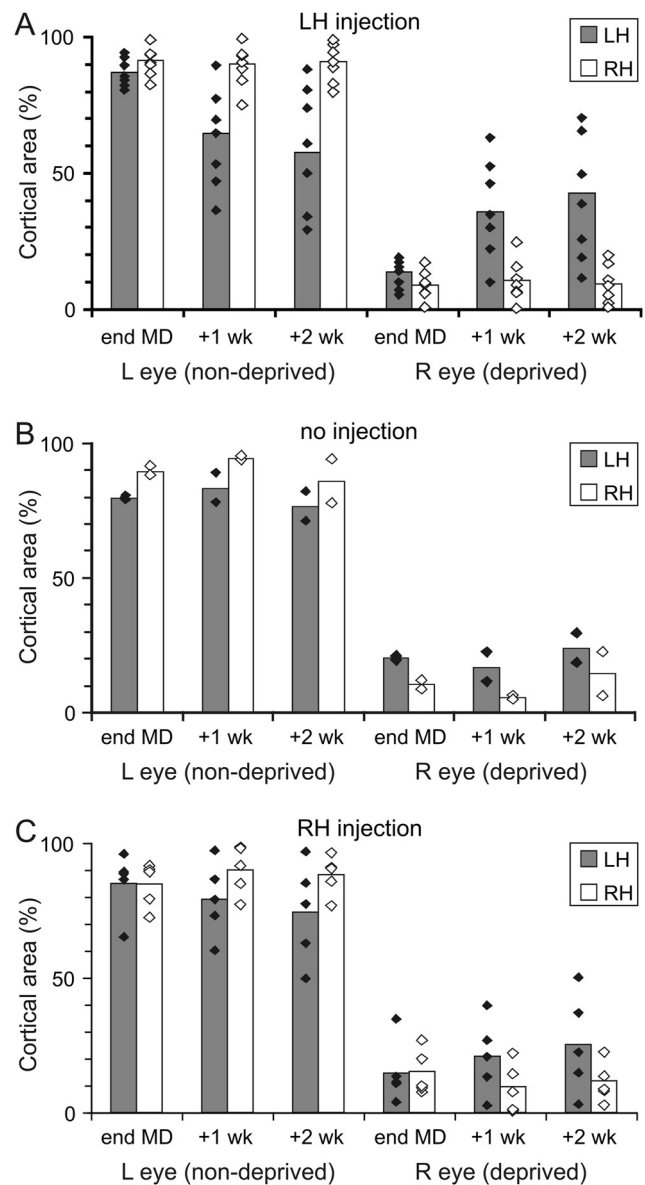 A
LH injection
LH
RH
Cortical area (%)
100
50
0
end MD +1 wk +2 wk end MD +1 wk +2 wk
L eye (non-deprived) R eye (deprived)
B
no injection
LH
RH
Cortical area (%)
100
50
0
end MD +1 wk +2 wk end MD +1 wk +2 wk
L eye (non-deprived) R eye (deprived)
C
RH injection
LH
RH
Cortical area (%)
100
50
0
end MD +1 wk +2 wk end MD +1 wk +2 wk
L eye (non-deprived) R eye (deprived)